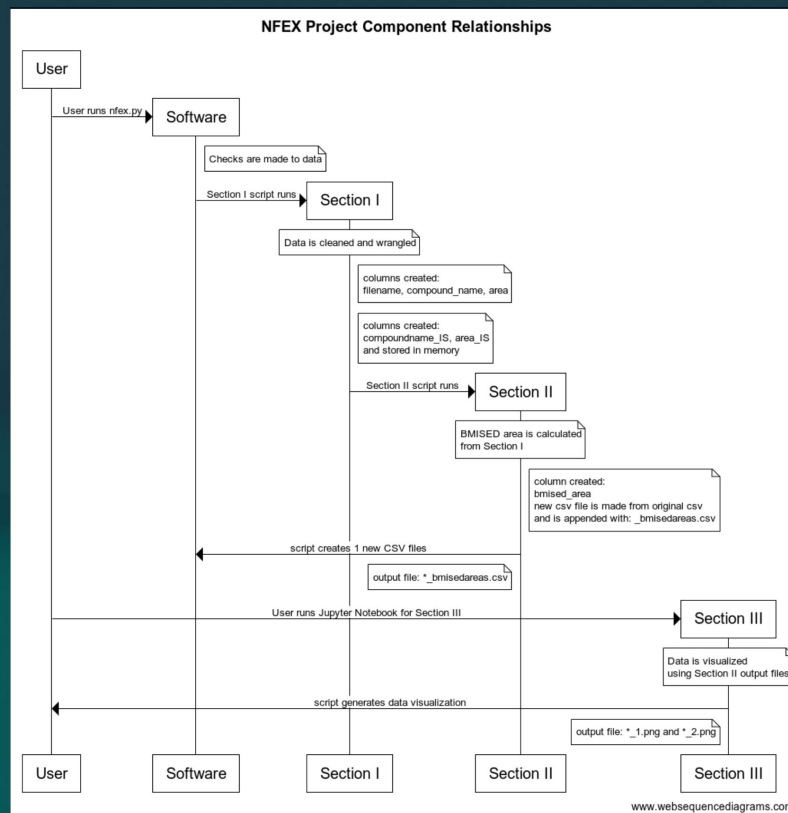 NFEX Project Component Relationships
User
User runs nfex.py
Software
Checks are made to data
Section I script runs
Section I
Data is cleaned and wrangled
columns created:
filename, compound_name, area
columns created:
compoundname_IS, area_IS
and stored in memory
Section II script runs
Section II
BMISED area is calculated
from Section I
column created:
bmised_area
new csv file is made from original csv
and is appended with: _bmisedareas.csv
script creates 1 new CSV files
output file: *_bmisedareas.csv
User runs Jupyter Notebook for Section III
Section III
Data is visualized
using Section II output files
script generates data visualization
output file: *_1.png and *_2.png
User
Software
Section I
Section II
Section III
www.websequencediagrams.com